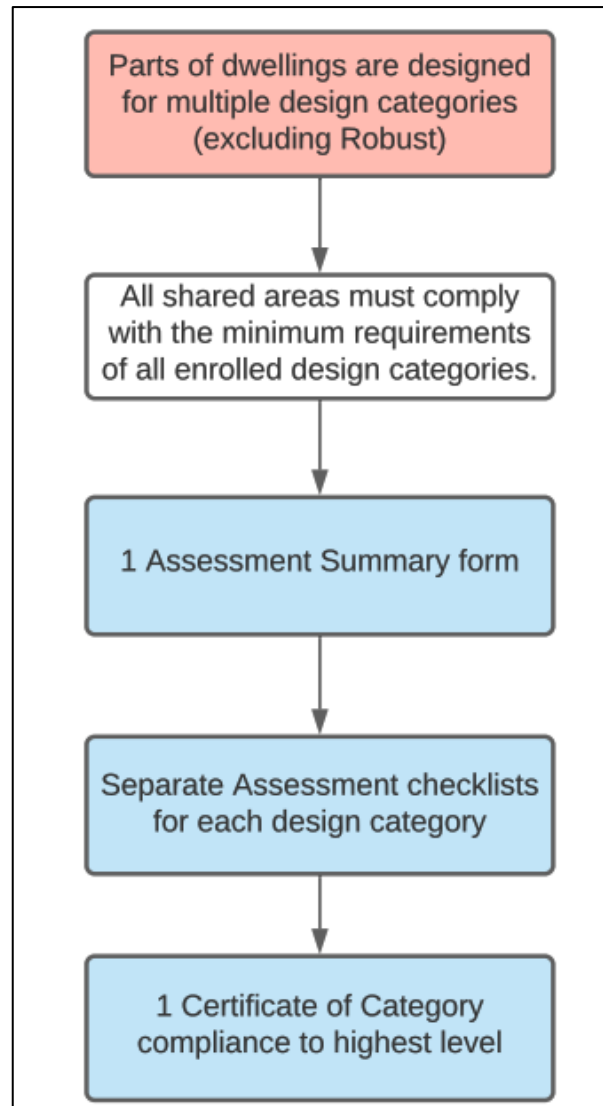 Parts of dwellings are designed
for multiple design categories
(excluding Robust)
All shared areas must comply
with the minimum requirements
of all enrolled design categories.
1 Assessment Summary form
Separate Assessment checklists
for each design category
1 Certificate of Category
compliance to highest level